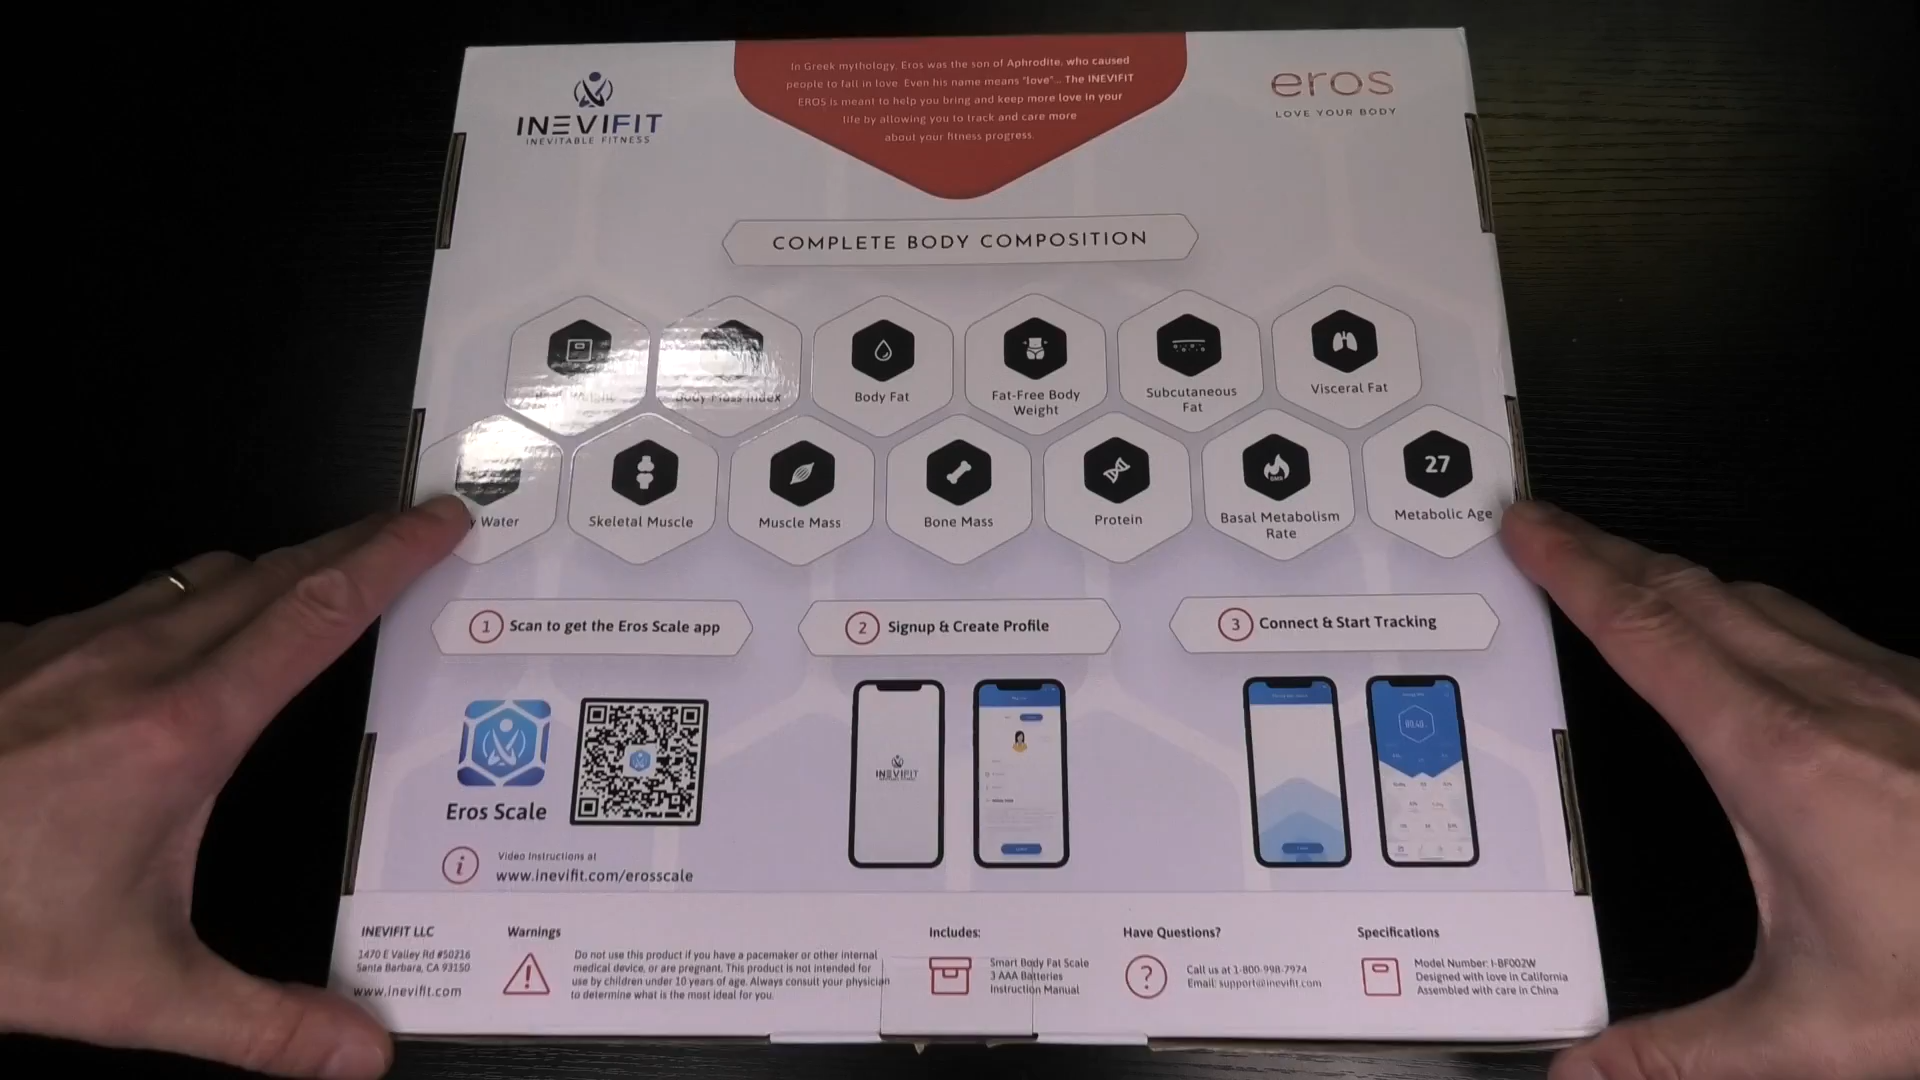 INEVIFIT
INEVITABLE FITNESS
In Greek mythology, Eros was the son of Aphrodite, who caused
people to fall in love. Even his name means "love"... The INEVIFIT
EROS is meant to help you bring and keep more love in your
life by allowing you to track and care more
about your fitness progress.
eros
LOVE YOUR BODY
COMPLETE BODY COMPOSITION
Body Mass Index
Body Fat
Fat-Free Body
Weight
Subcutaneous
Fat
Visceral Fat
Water
Skeletal Muscle
Muscle Mass
Bone Mass
Protein
BMR
Basal Metabolism
Rate
27
Metabolic Age
1 Scan to get the Eros Scale app
2 Signup & Create Profile
3 Connect & Start Tracking
Eros Scale
INEVIFIT
i
Video Instructions at
www.inevifit.com/erosscale
INEVIFIT LLC
1470 E Valley Rd #50216
Santa Barbara, CA 93150
www.inevifit.com
Warnings
Do not use this product if you have a pacemaker or other internal
medical device, or are pregnant. This product is not intended for
use by children under 10 years of age. Always consult your physician
to determine what is the most ideal for you.
Includes:
Smart Body Fat Scale
3 AAA Batteries
Instruction Manual
Have Questions?
?
Call us at 1-800-998-7974
Email: support@inevifit.com
Specifications
Model Number: I-BF002W
Designed with love in California
Assembled with care in China